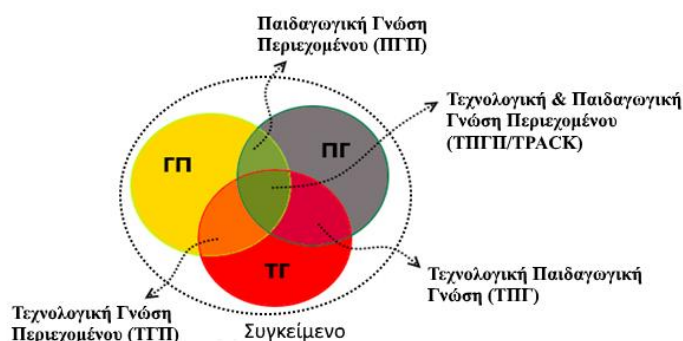 Παιδαγωγική Γνώση
Περιεχομένου (ΠΓΠ)
Τεχνολογική & Παιδαγωγική
Γνώση Περιεχομένου
(ΤΠΓΠ/TPACK)
ΓΠ
ΠΓ
ΤΓ
Τεχνολογική Παιδαγωγική
Γνώση (ΤΠΓ)
Τεχνολογική Γνώση
Περιεχομένου (ΤΓΠ)
Συγκείμενο